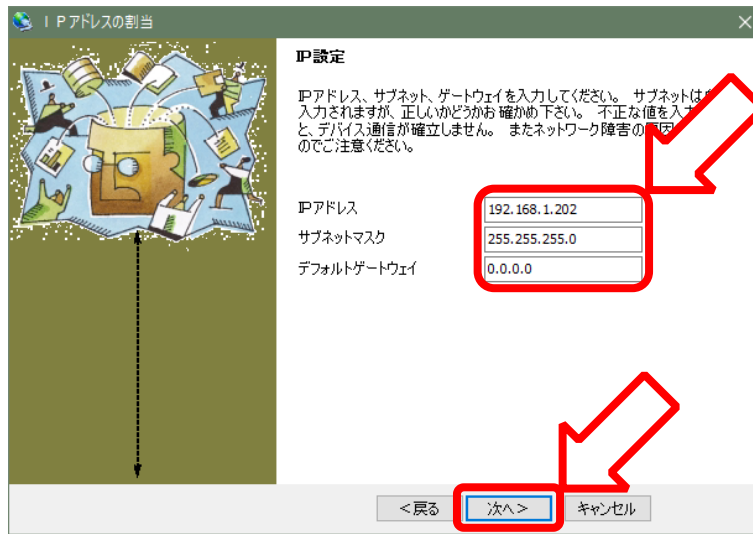 ＩＰアドレスの割当
IP設定
IPアドレス、サブネット、ゲートウェイを入力してください。 サブネットは
入力されますが、正しいかどうかお確かめ下さい。 不正な値を入力
と、デバイス通信が確立しません。 またネットワーク障害の原因
のでご注意ください。
IPアドレス 192.168.1.202
サブネットマスク 255.255.255.0
デフォルトゲートウェイ 0.0.0.0
<戻る 次へ> キャンセル